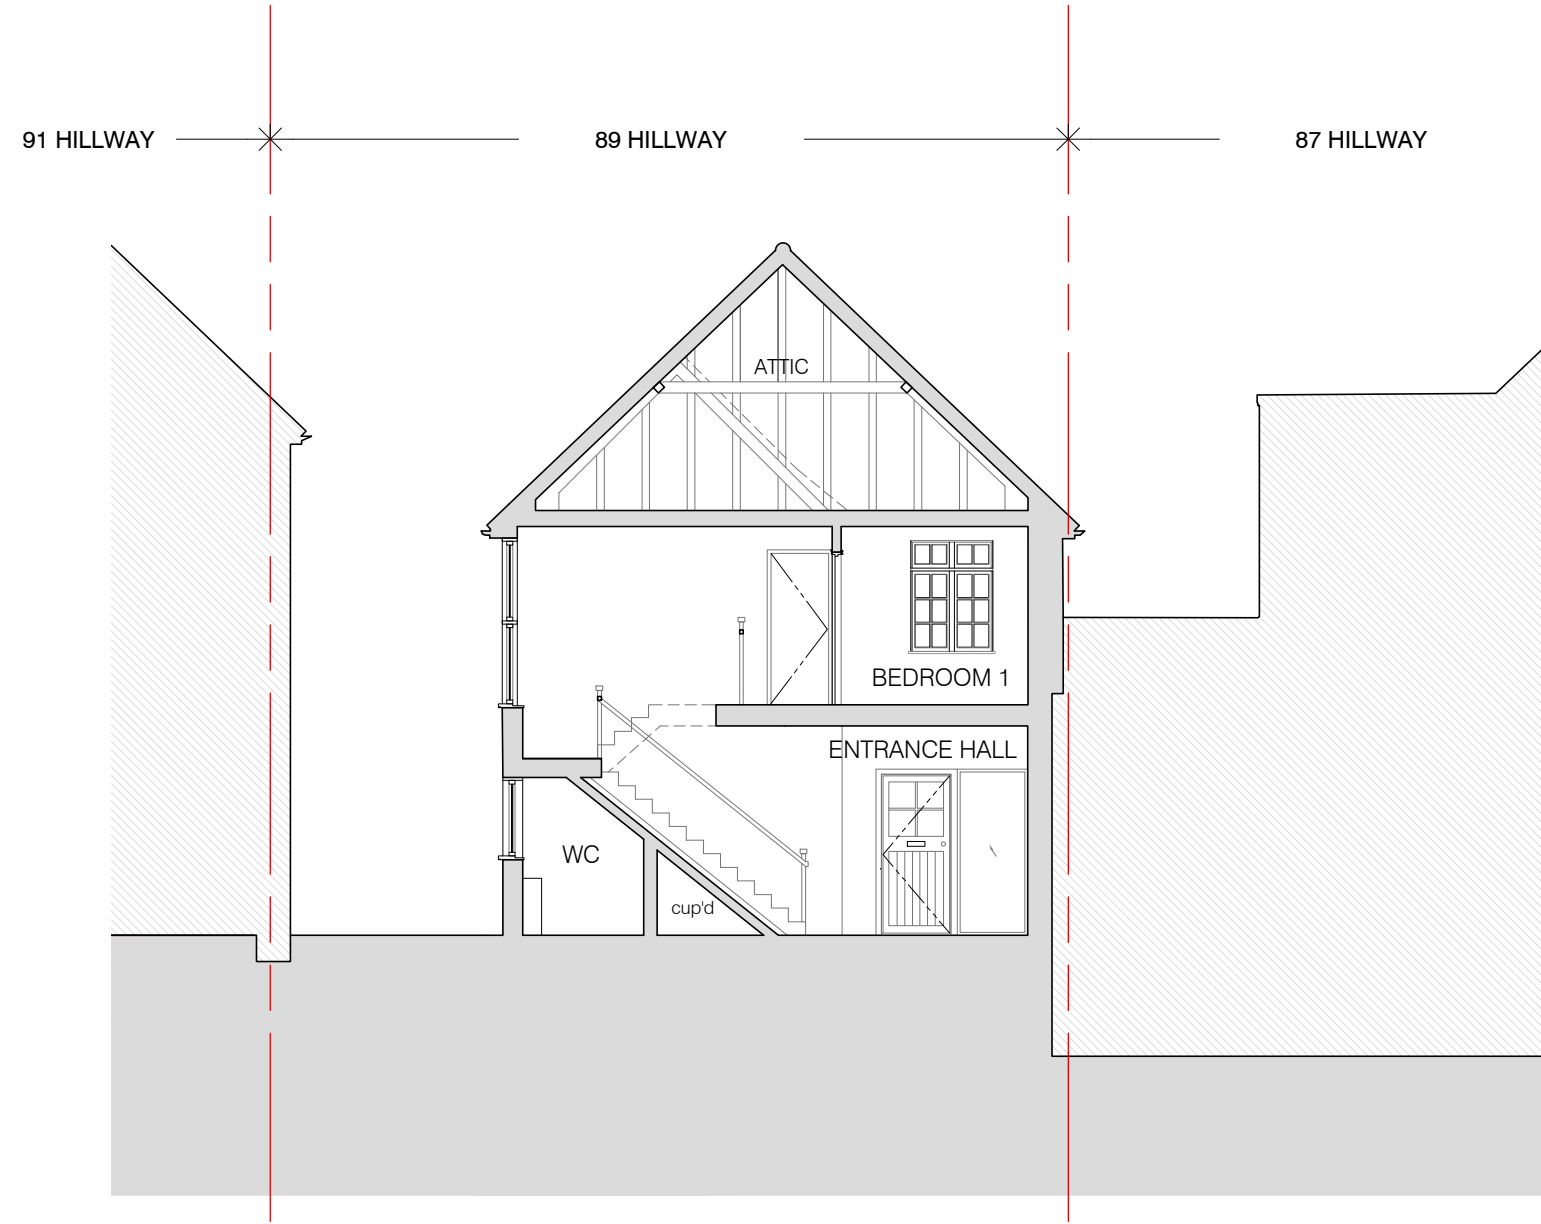 91 HILLWAY
89 HILLWAY
87 HILLWAY
ATTIC
BEDROOM 1
ENTRANCE HALL
WC
cup'd